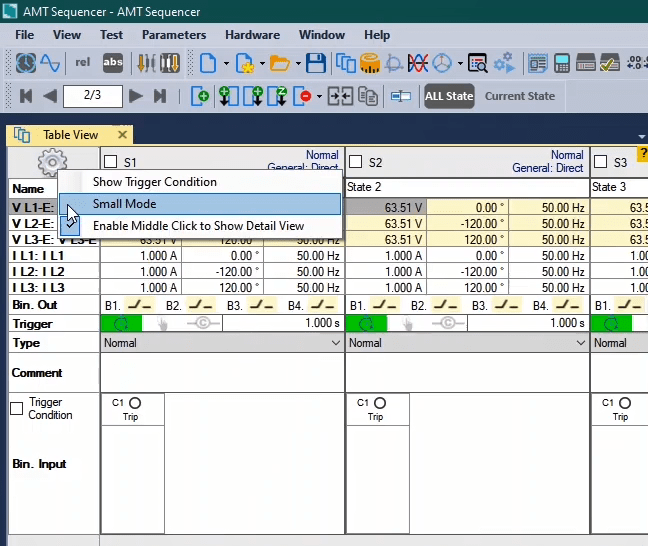 AMT Sequencer - AMT Sequencer
File View Test Parameters Hardware Window Help
rel abs
2/3 ALL State Current State
Table View
S1 Normal S2 Normal S3
General: Direct General: Direct
Show Trigger Condition
Small Mode
Enable Middle Click to Show Detail View
Name State 2 State 3
V L1-E: 63.51 V 0.00 ° 50.00 Hz 63.5
V L2-E: 63.51 V -120.00 ° 50.00 Hz 63.5
V L3-E: V L3-E 63.51 V 120.00 ° 50.00 Hz 63.51 V 120.00 ° 50.00 Hz 63.5
I L1: I L1 1.000 A 0.00 ° 50.00 Hz 1.000 A 0.00 ° 50.00 Hz 1.00
I L2: I L2 1.000 A -120.00 ° 50.00 Hz 1.000 A -120.00 ° 50.00 Hz 1.00
I L3: I L3 1.000 A 120.00 ° 50.00 Hz 1.000 A 120.00 ° 50.00 Hz 1.00
Bin. Out B1. B2. B3. B4. B1. B2. B3. B4. B1.
Trigger C 1.000 s C 1.000 s
Type Normal Normal Normal
Comment
Trigger Condition C1 Trip C1 Trip C1 Trip
Bin. Input